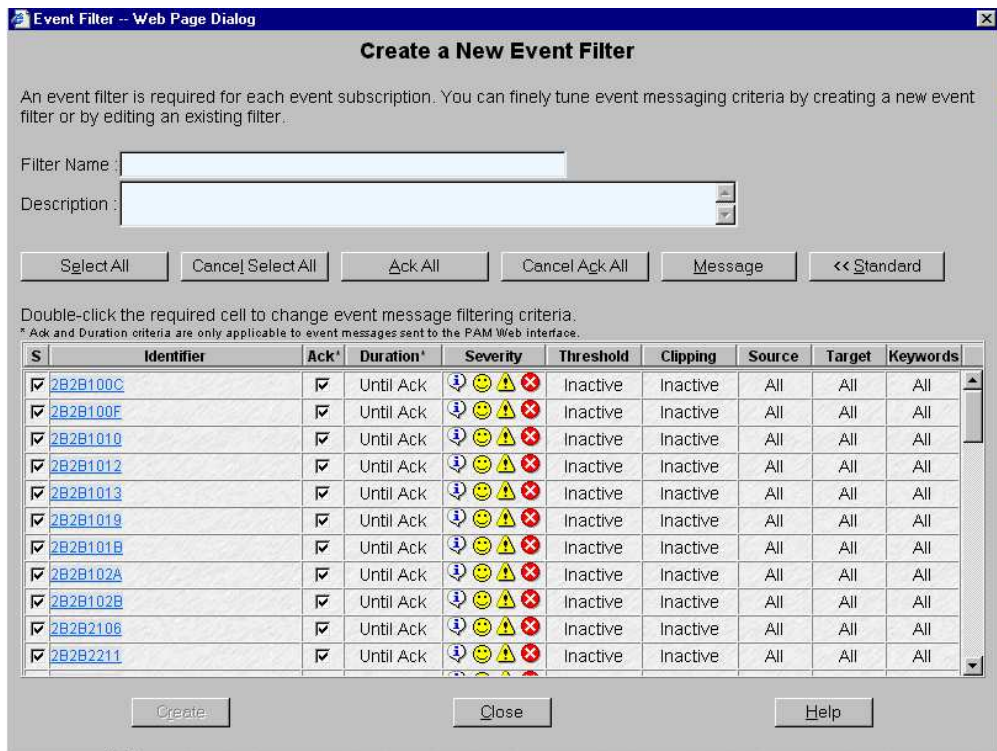 Event Filter -- Web Page Dialog
Create a New Event Filter
An event filter is required for each event subscription. You can finely tune event messaging criteria by creating a new event
filter or by editing an existing filter.
Filter Name :
Description :
Select All Cancel Select All Ack All Cancel Ack All Message << Standard
Double-click the required cell to change event message filtering criteria.
* Ack and Duration criteria are only applicable to event messages sent to the PAM Web interface.
S Identifier Ack* Duration* Severity Threshold Clipping Source Target Keywords
2B2B100C Until Ack Inactive Inactive All All All
2B2B100F Until Ack Inactive Inactive All All All
2B2B1010 Until Ack Inactive Inactive All All All
2B2B1012 Until Ack Inactive Inactive All All All
2B2B1013 Until Ack Inactive Inactive All All All
2B2B1019 Until Ack Inactive Inactive All All All
2B2B101B Until Ack Inactive Inactive All All All
2B2B102A Until Ack Inactive Inactive All All All
2B2B102B Until Ack Inactive Inactive All All All
2B2B2106 Until Ack Inactive Inactive All All All
2B2B2211 Until Ack Inactive Inactive All All All
Create Close Help